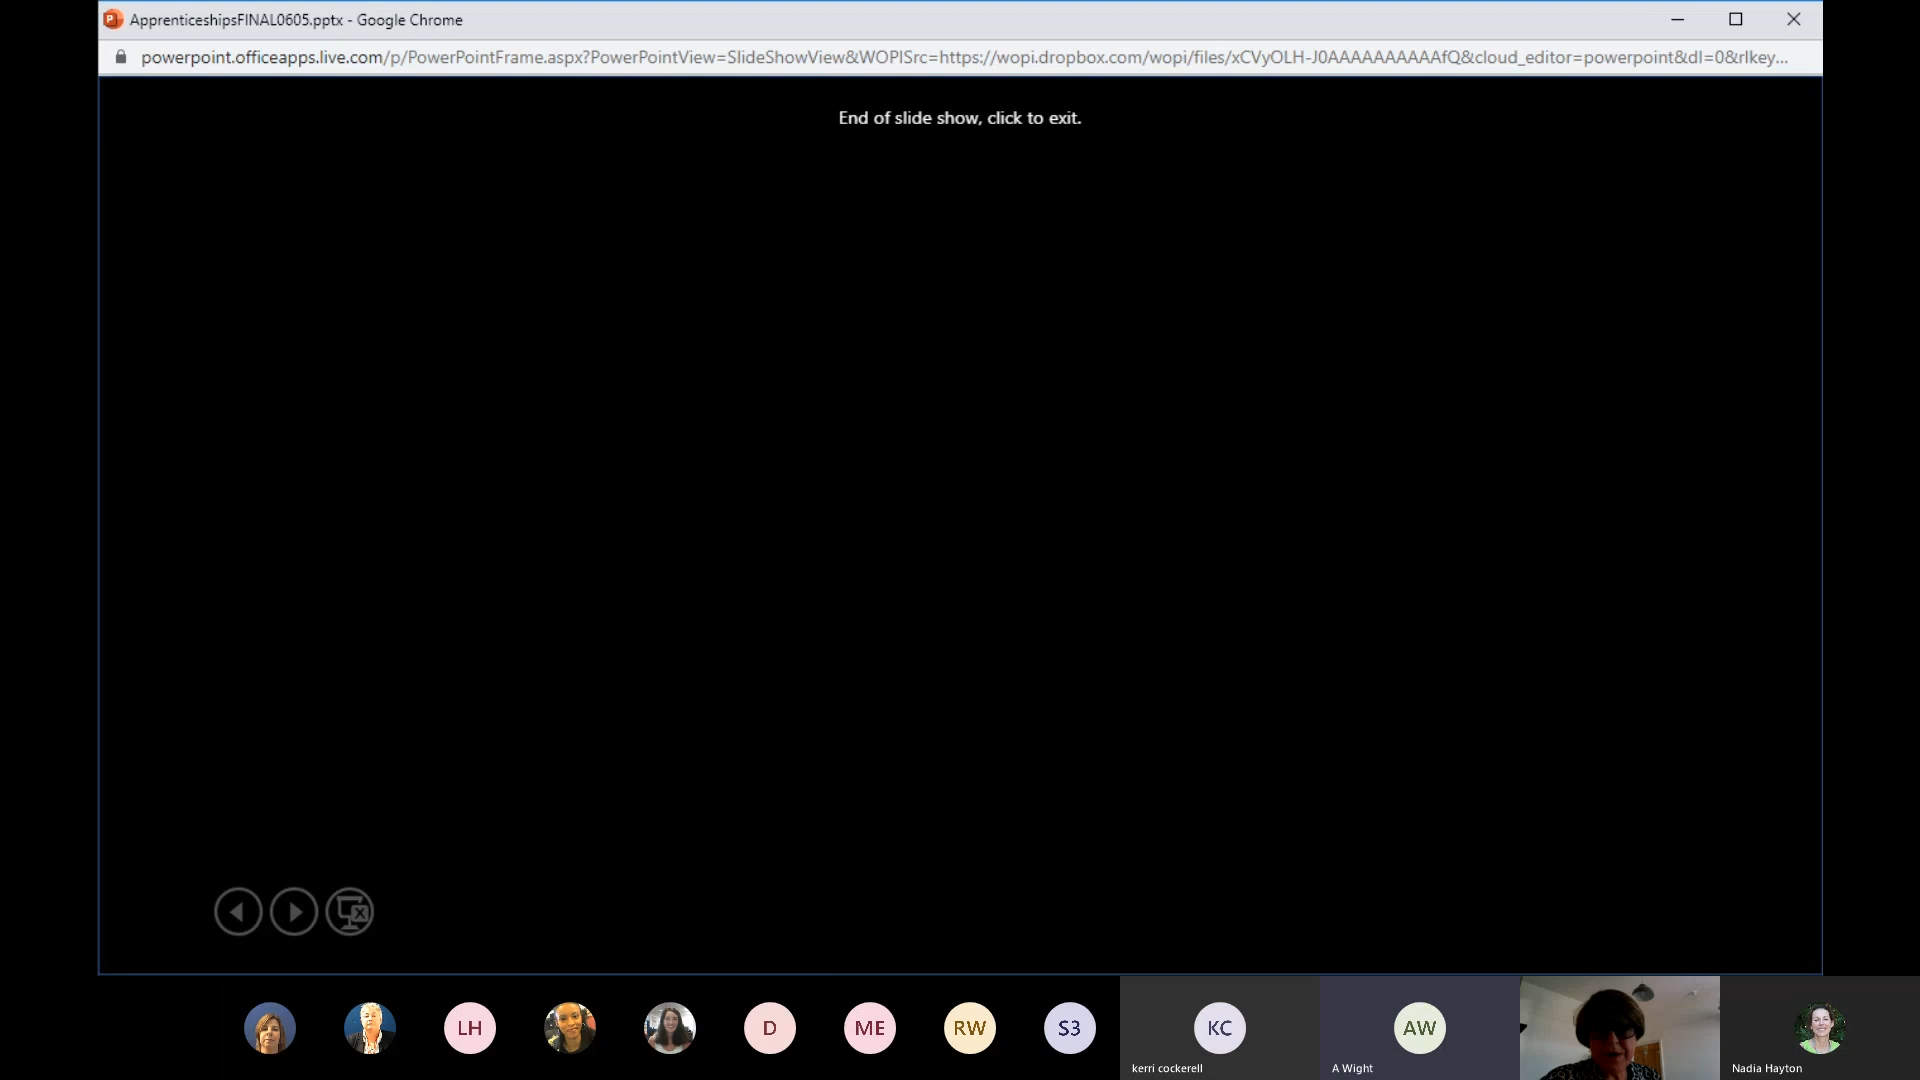 ApprenticeshipsFINAL0605.pptx - Google Chrome
powerpoint.officeapps.live.com/p/PowerPointFrame.aspx?PowerPointView=SlideShowView&WOPISrc=https://wopi.dropbox.com/wopi/files/xCVyOLH-J0AAAAAAAAAAfQ&cloud_editor=powerpoint&dl=0&rlkey...
End of slide show, click to exit.
LH
D
ME
RW
S3
KC
AW
kerri cockerell
A Wight
Nadia Hayton